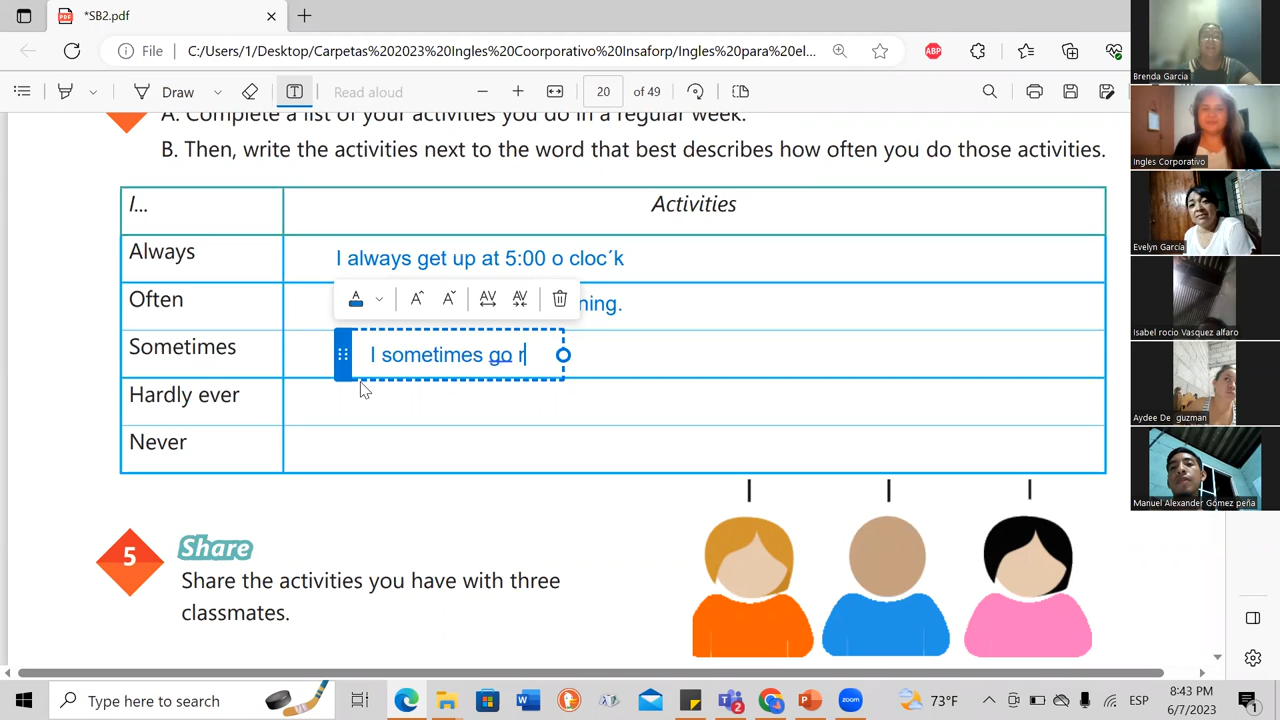 *SB2.pdf
File
C:/Users/1/Desktop/Carpetas%202023%20Ingles%20Coorporativo%20Insaforp/Ingles%20para%20el...
ABP
Draw
Read aloud
20
of 49
A. Complete a list of your activities you do in a regular week.
B. Then, write the activities next to the word that best describes how often you do those activities.
I... Activities
Always I always get up at 5:00 o cloc´k
Often ning.
Sometimes I sometimes go r
Hardly ever
Never
5
Share
Share the activities you have with three
classmates.
Brenda Garcia
Ingles Corporativo
Evelyn García
Isabel rocio Vasquez alfaro
Aydee De guzman
Manuel Alexander Gómez peña
Type here to search
73°F
ESP
8:43 PM
6/7/2023